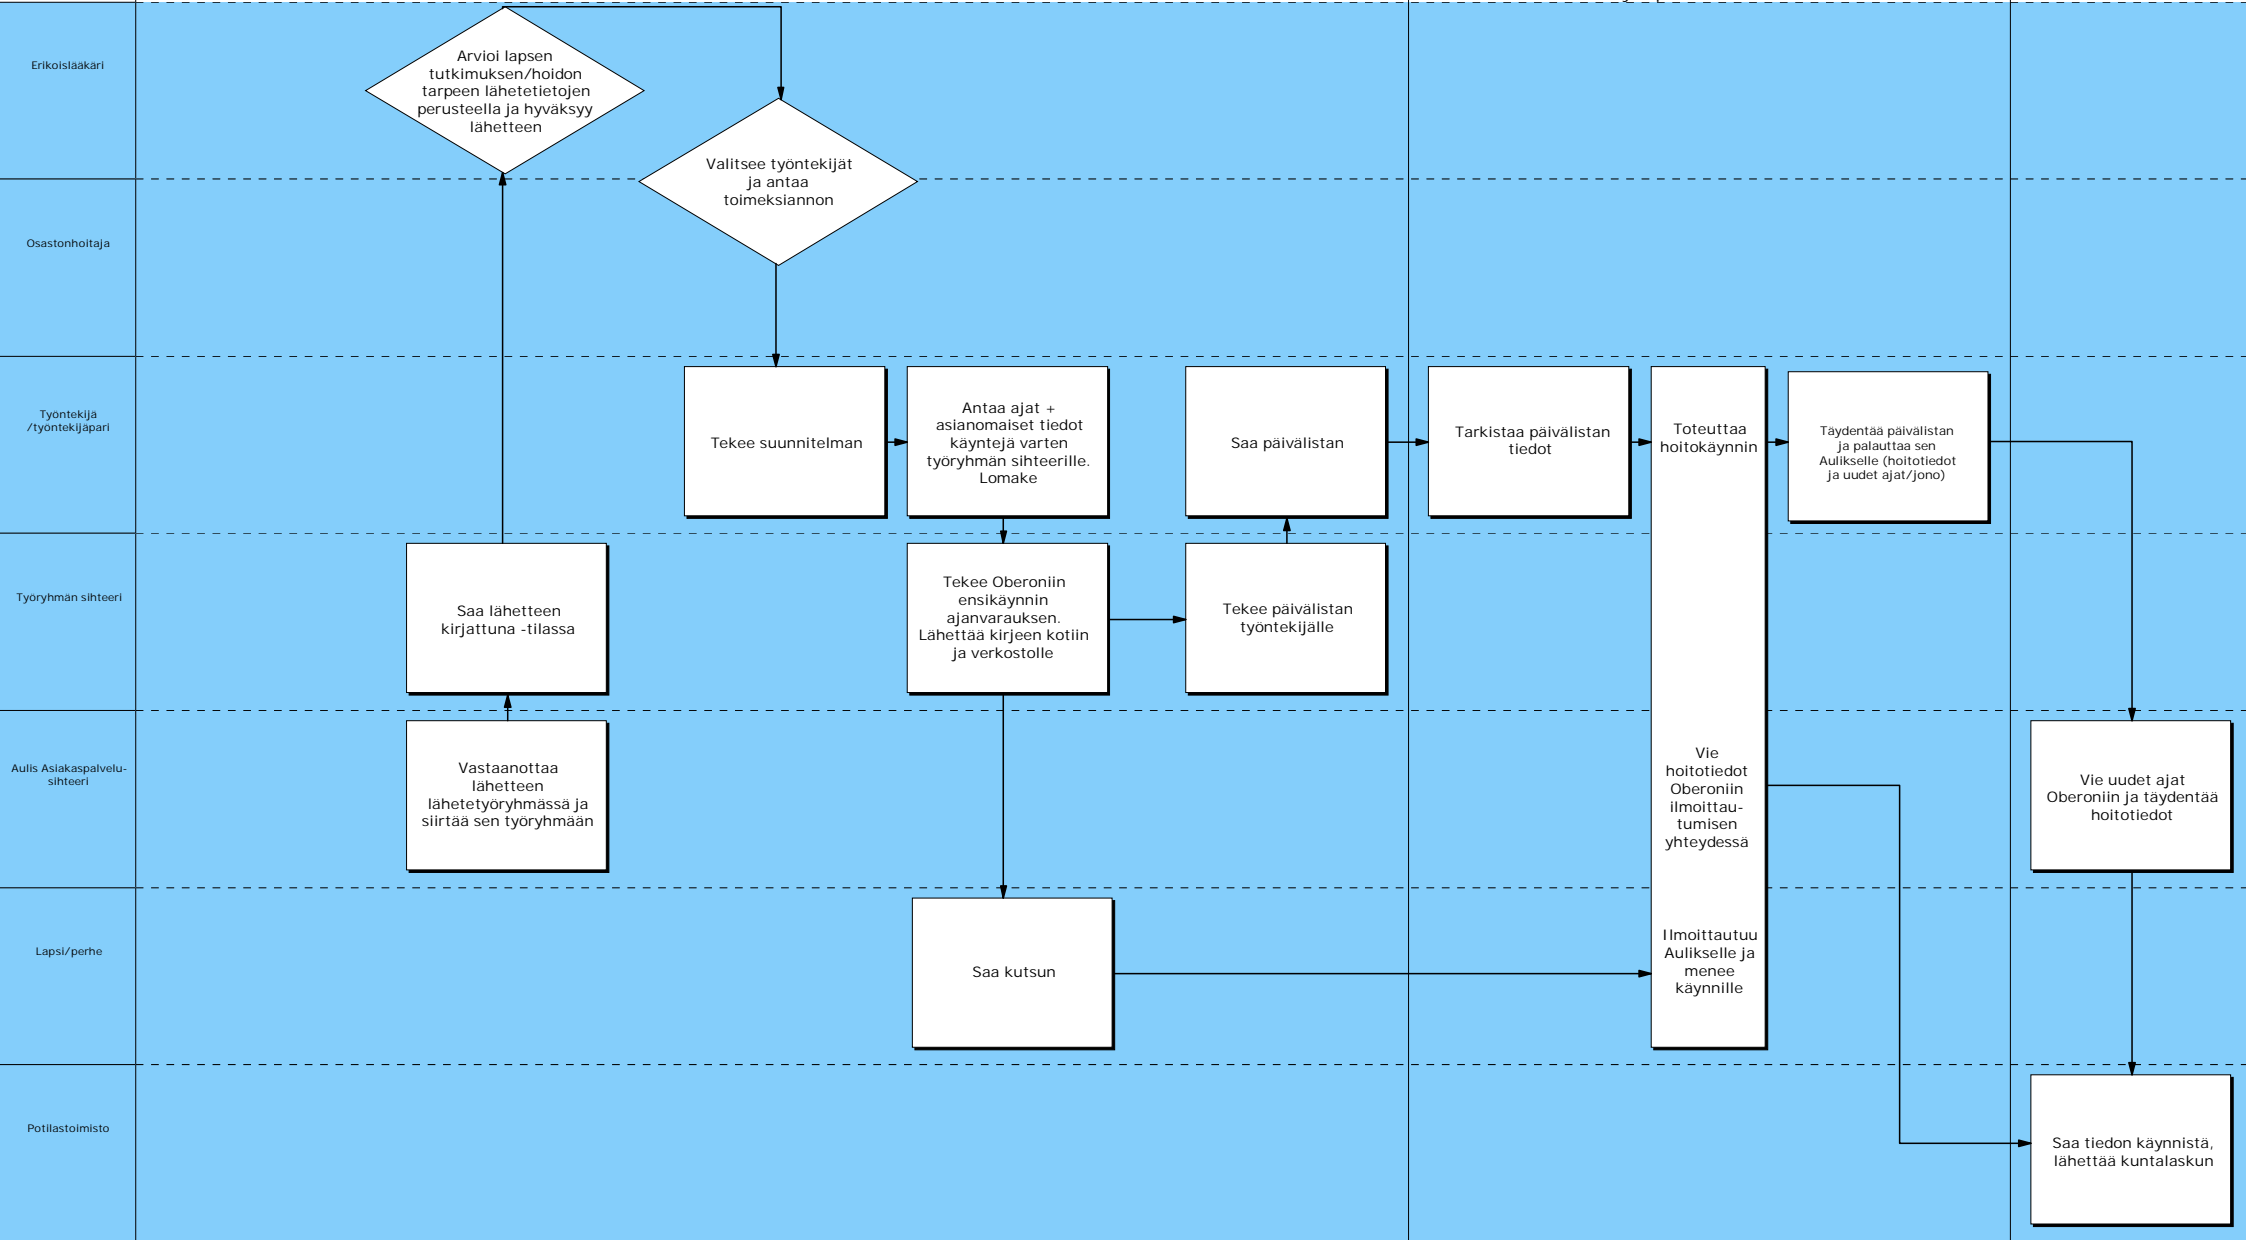 Erikoislääkäri
Arvioi lapsen
tutkimuksen/hoidon
tarpeen lähetetietojen
perusteella ja hyväksyy
lähetteen
Valitsee työntekijät
ja antaa
toimeksiannon
Osastonhoitaja
Työntekijä
/työntekijäpari
Tekee suunnitelman
Antaa ajat +
asianomaiset tiedot
käyntejä varten
työryhmän sihteerille.
Lomake
Saa päivälistan
Tarkistaa päivälistan
tiedot
Toteuttaa
hoitokäynnin
Täydentää päivälistan
ja palauttaa sen
Aulikselle (hoitotiedot
ja uudet ajat/jono)
Työryhmän sihteeri
Saa lähetteen
kirjattuna -tilassa
Tekee Oberoniin
ensikäynnin
ajanvarauksen.
Lähettää kirjeen kotiin
ja verkostolle
Tekee päivälistan
työntekijälle
Aulis Asiakaspalvelu-
sihteeri
Vastaanottaa
lähetteen
lähetetyöryhmässä ja
siirtää sen työryhmään
Vie
hoitotiedot
Oberoniin
ilmoittau-
tumisen
yhteydessä
Vie uudet ajat
Oberoniin ja täydentää
hoitotiedot
Lapsi/perhe
Saa kutsun
Ilmoittautuu
Aulikselle ja
menee
käynnille
Potilastoimisto
Saa tiedon käynnistä,
lähettää kuntalaskun